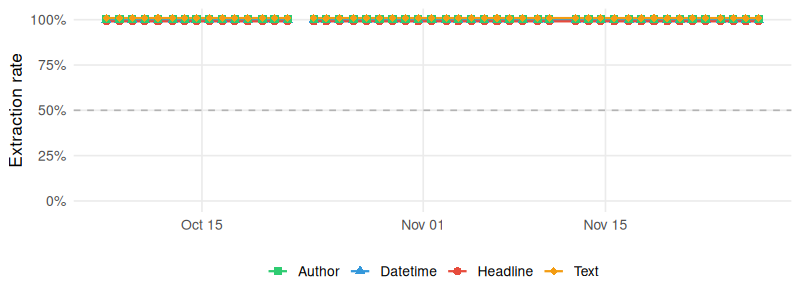 Extraction rate
100%
75%
50%
25%
0%
Oct 15
Nov 01
Nov 15
Author
Datetime
Headline
Text